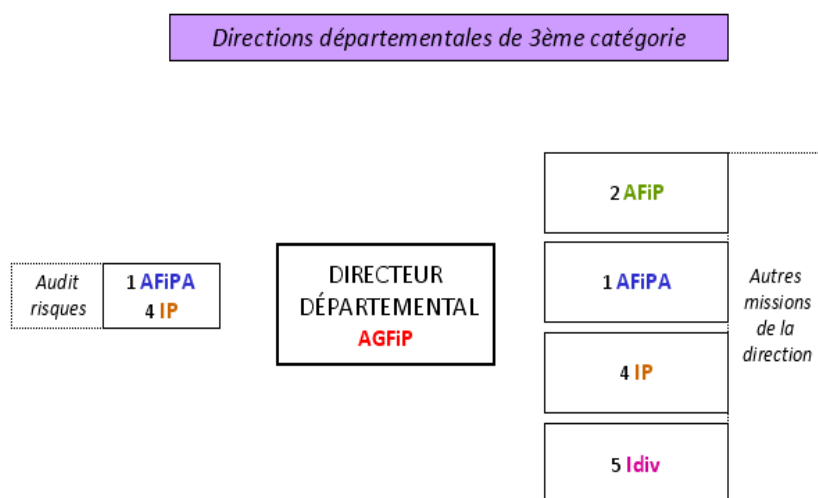 Directions départementales de 3ème catégorie
Audit
risques
1 AFiPA
4 IP
DIRECTEUR
DÉPARTEMENTAL
AGFiP
2 AFiP
1 AFiPA
4 IP
5 Idiv
Autres
missions
de la
direction